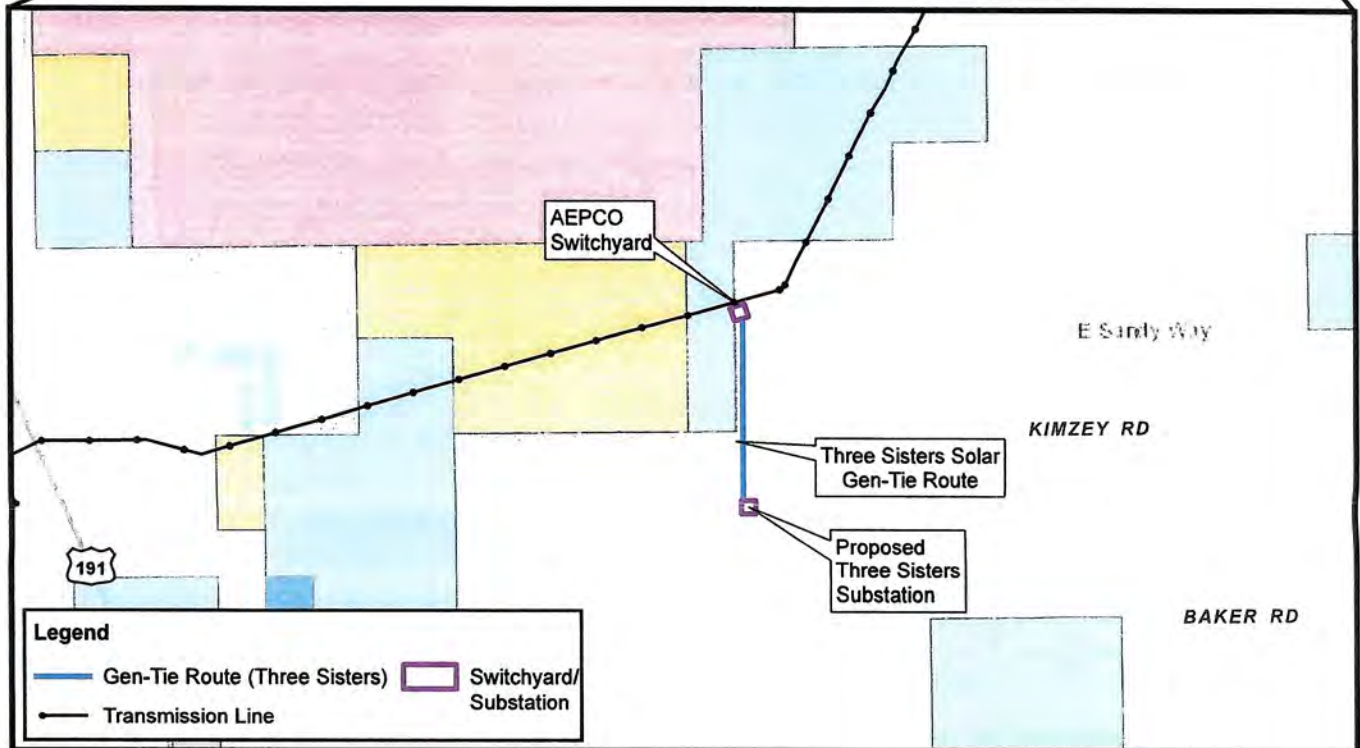 AEPCO
Switchyard
E Sandy Way
KIMZEY RD
Three Sisters Solar
Gen-Tie Route
Proposed
Three Sisters
Substation
191
BAKER RD
Legend
Gen-Tie Route (Three Sisters)
Switchyard/
Substation
Transmission Line